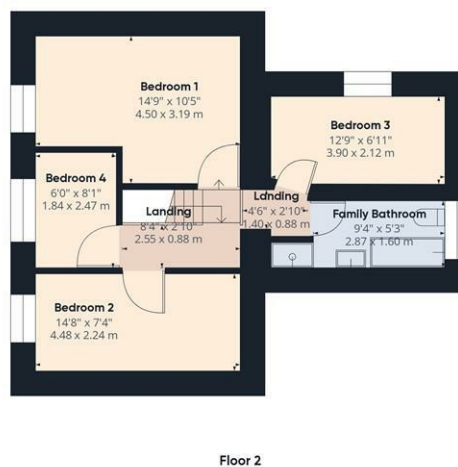 Bedroom 1
14'9" x 10'5"
4.50 x 3.19 m
Bedroom 3
12'9" x 6'11"
3.90 x 2.12 m
Bedroom 4
6'0" x 8'1"
1.84 x 2.47 m
Landing
8'4" x 2'10"
2.55 x 0.88 m
Landing
4'6" x 2'10"
1.40 x 0.88 m
Family Bathroom
9'4" x 5'3"
2.87 x 1.60 m
Bedroom 2
14'8" x 7'4"
4.48 x 2.24 m
Floor 2